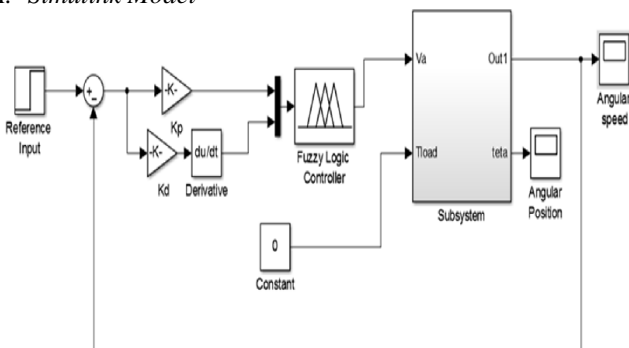 Simulink Model
+
-
Reference
Input
-K-
Kp
-K-
Kd
du/dt
Derivative
Fuzzy Logic
Controller
0
Constant
Va
Tload
Out1
teta
Subsystem
Angular
speed
Angular
Position